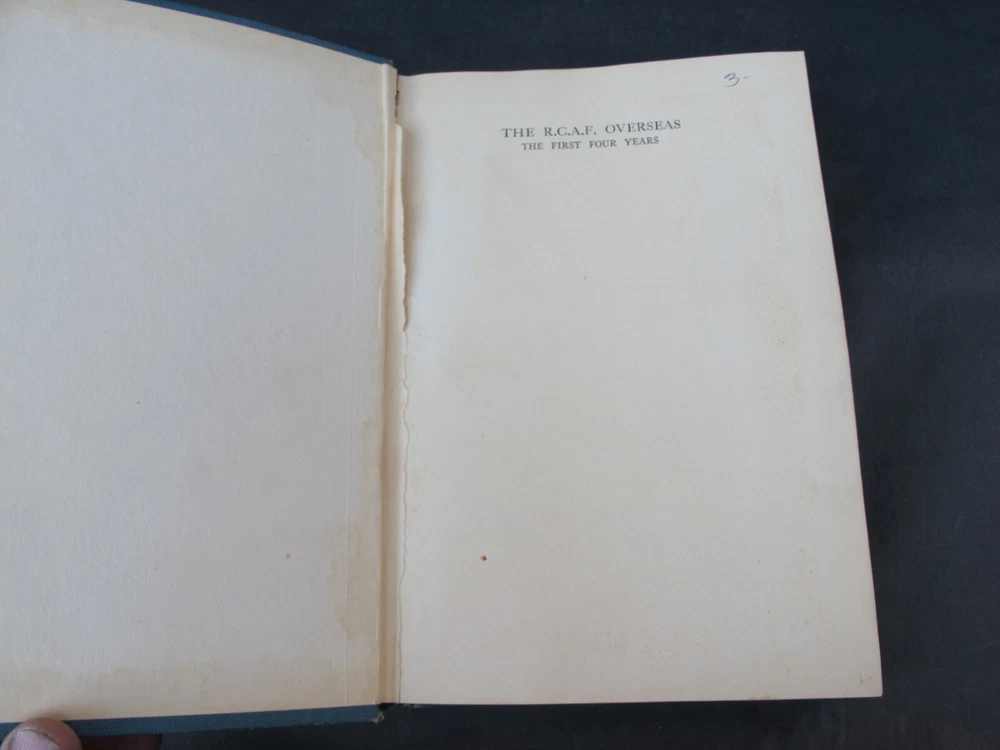 3-
THE R.C.A.F. OVERSEAS
THE FIRST FOUR YEARS